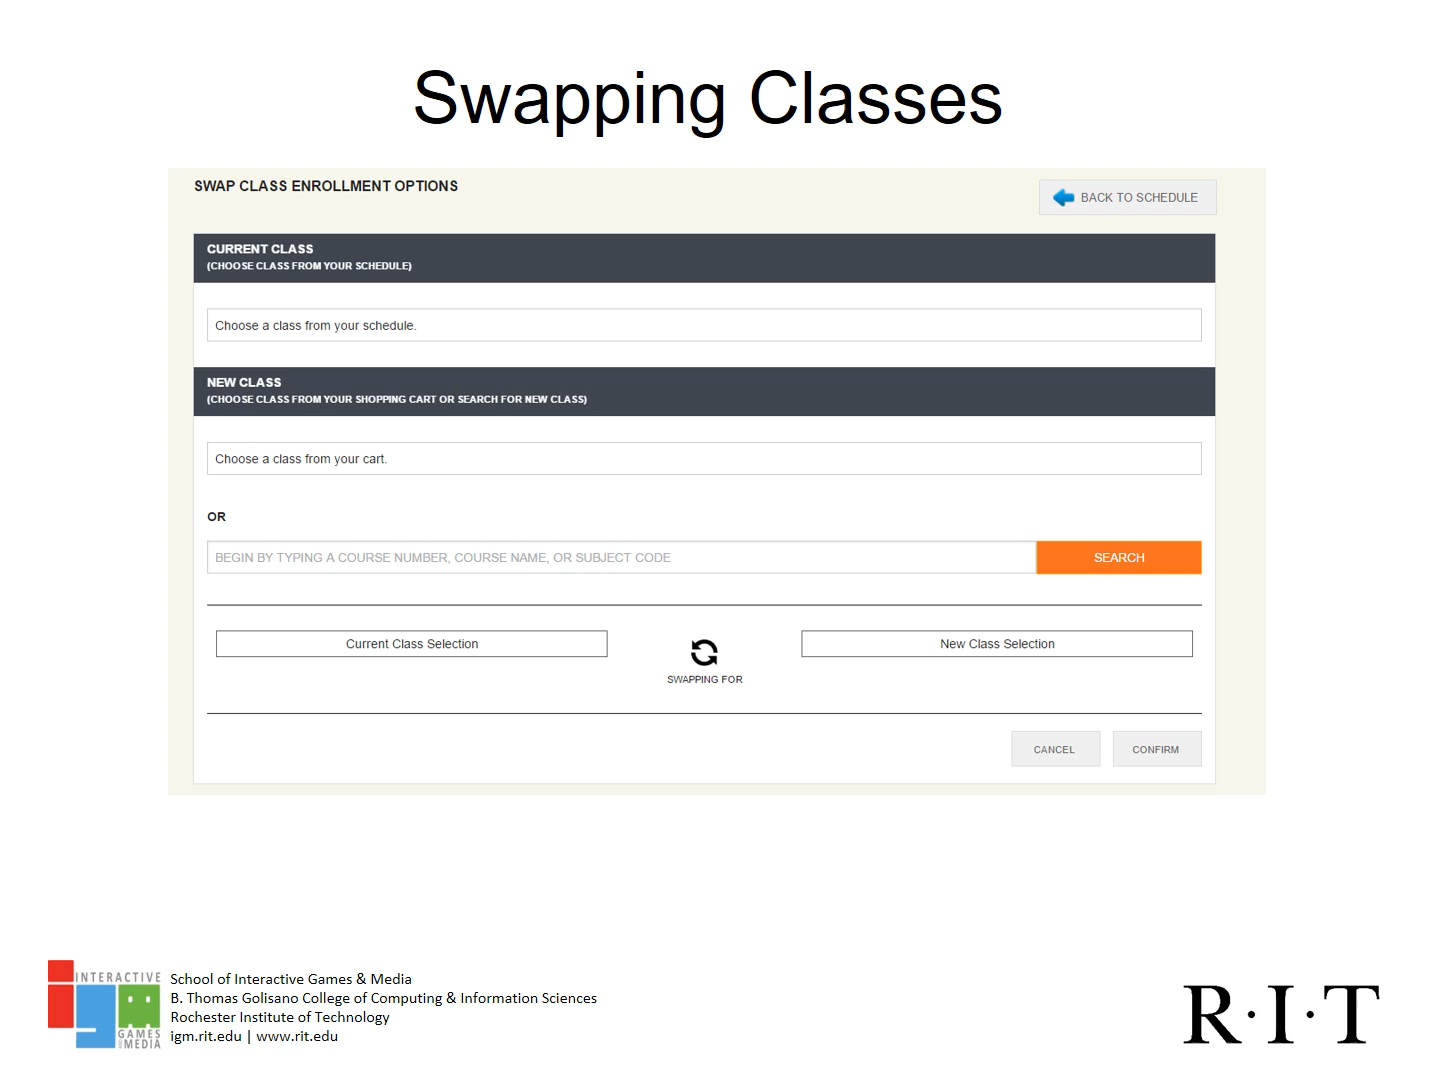 Swapping Classes
SWAP CLASS ENROLLMENT OPTIONS
BACK TO SCHEDULE
CURRENT CLASS
(CHOOSE CLASS FROM YOUR SCHEDULE)
Choose a class from your schedule.
NEW CLASS
(CHOOSE CLASS FROM YOUR SHOPPING CART OR SEARCH FOR NEW CLASS)
Choose a class from your cart.
OR
BEGIN BY TYPING A COURSE NUMBER, COURSE NAME, OR SUBJECT CODE
SEARCH
Current Class Selection
SWAPPING FOR
New Class Selection
CANCEL
CONFIRM
INTERACTIVE
GAMES
& MEDIA
School of Interactive Games & Media
B. Thomas Golisano College of Computing & Information Sciences
Rochester Institute of Technology
igm.rit.edu | www.rit.edu
R·I·T